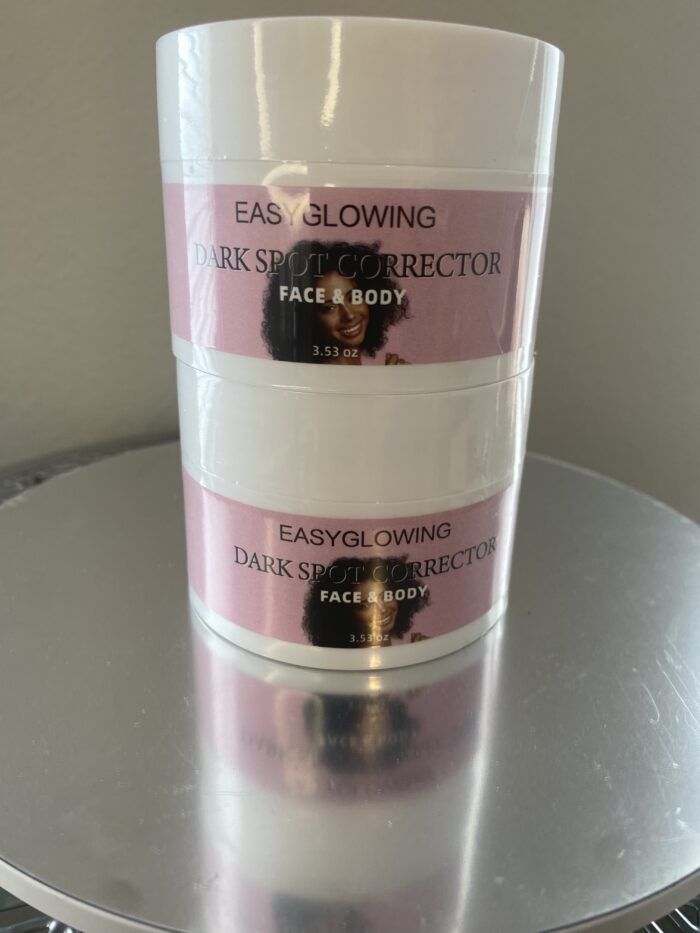 EASYGLOWING
DARK SPOT CORRECTOR
FACE & BODY
3.53 oz
EASYGLOWING
DARK SPOT CORRECTOR
FACE & BODY
3.53 oz